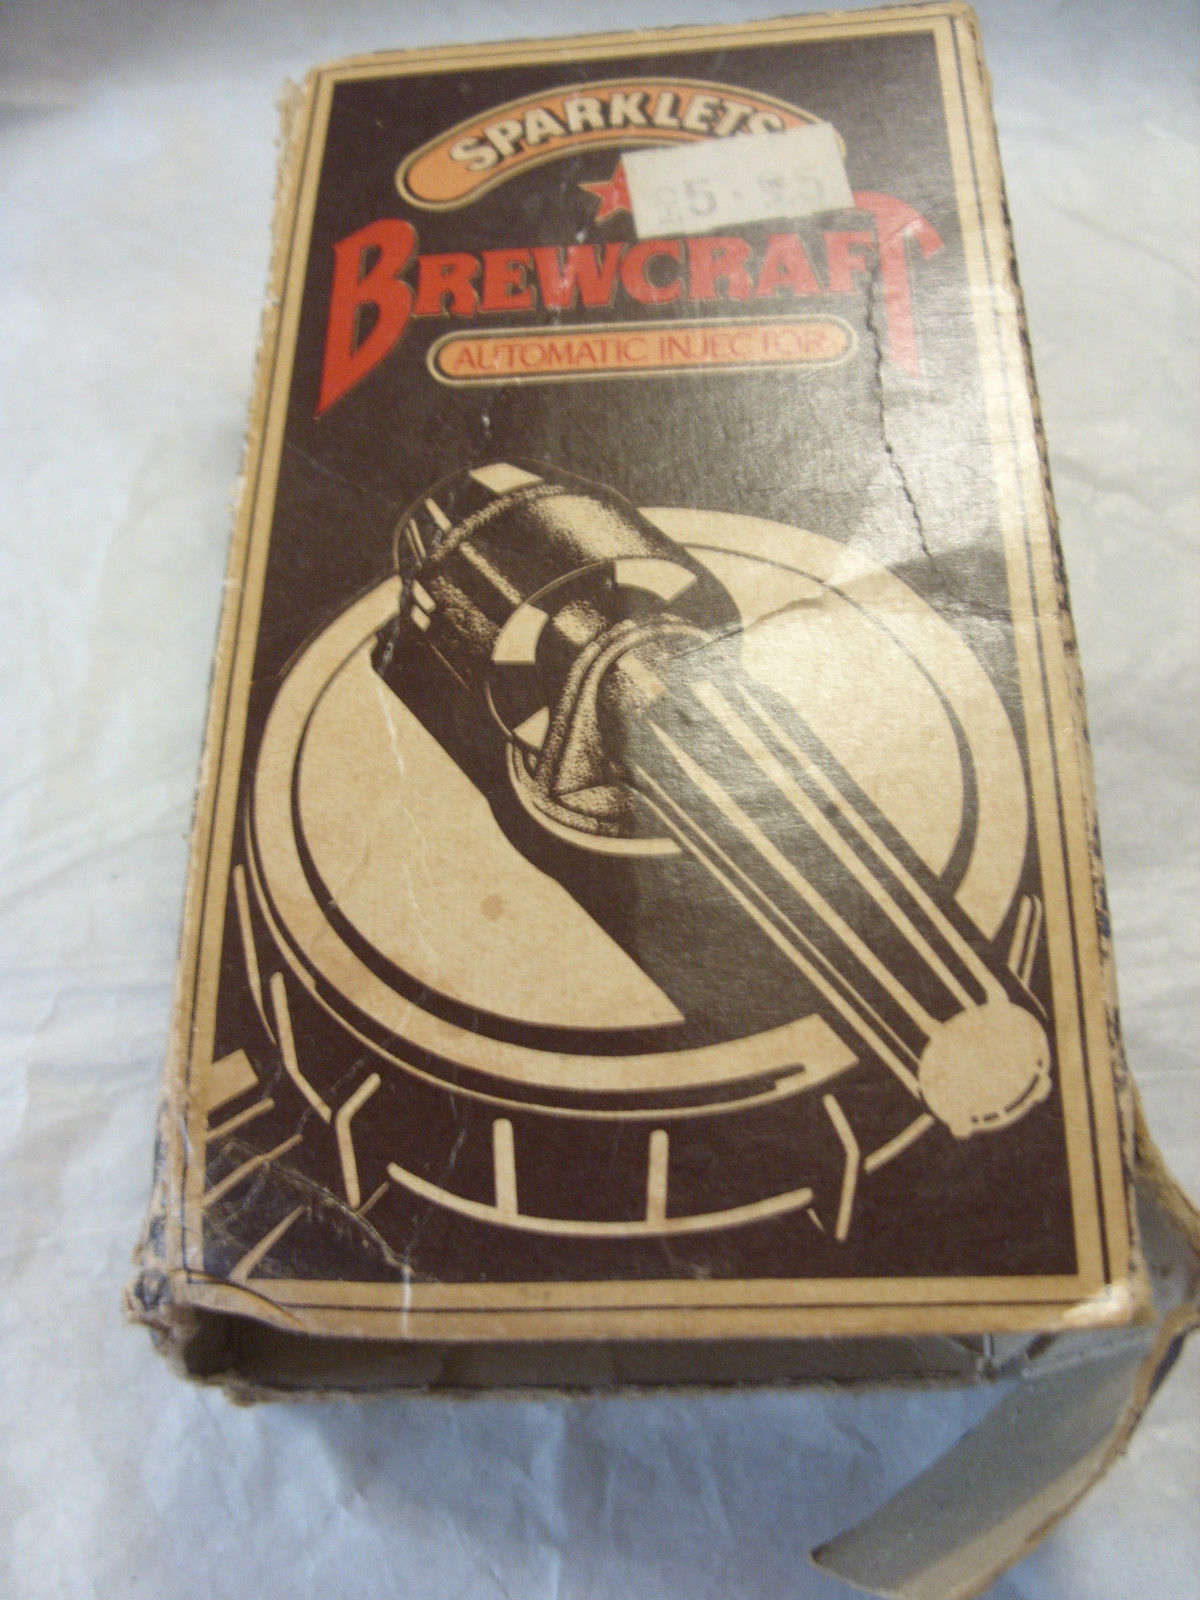 SPARKLETS
£5.95
BREWCRAFT
AUTOMATIC INJECTOR